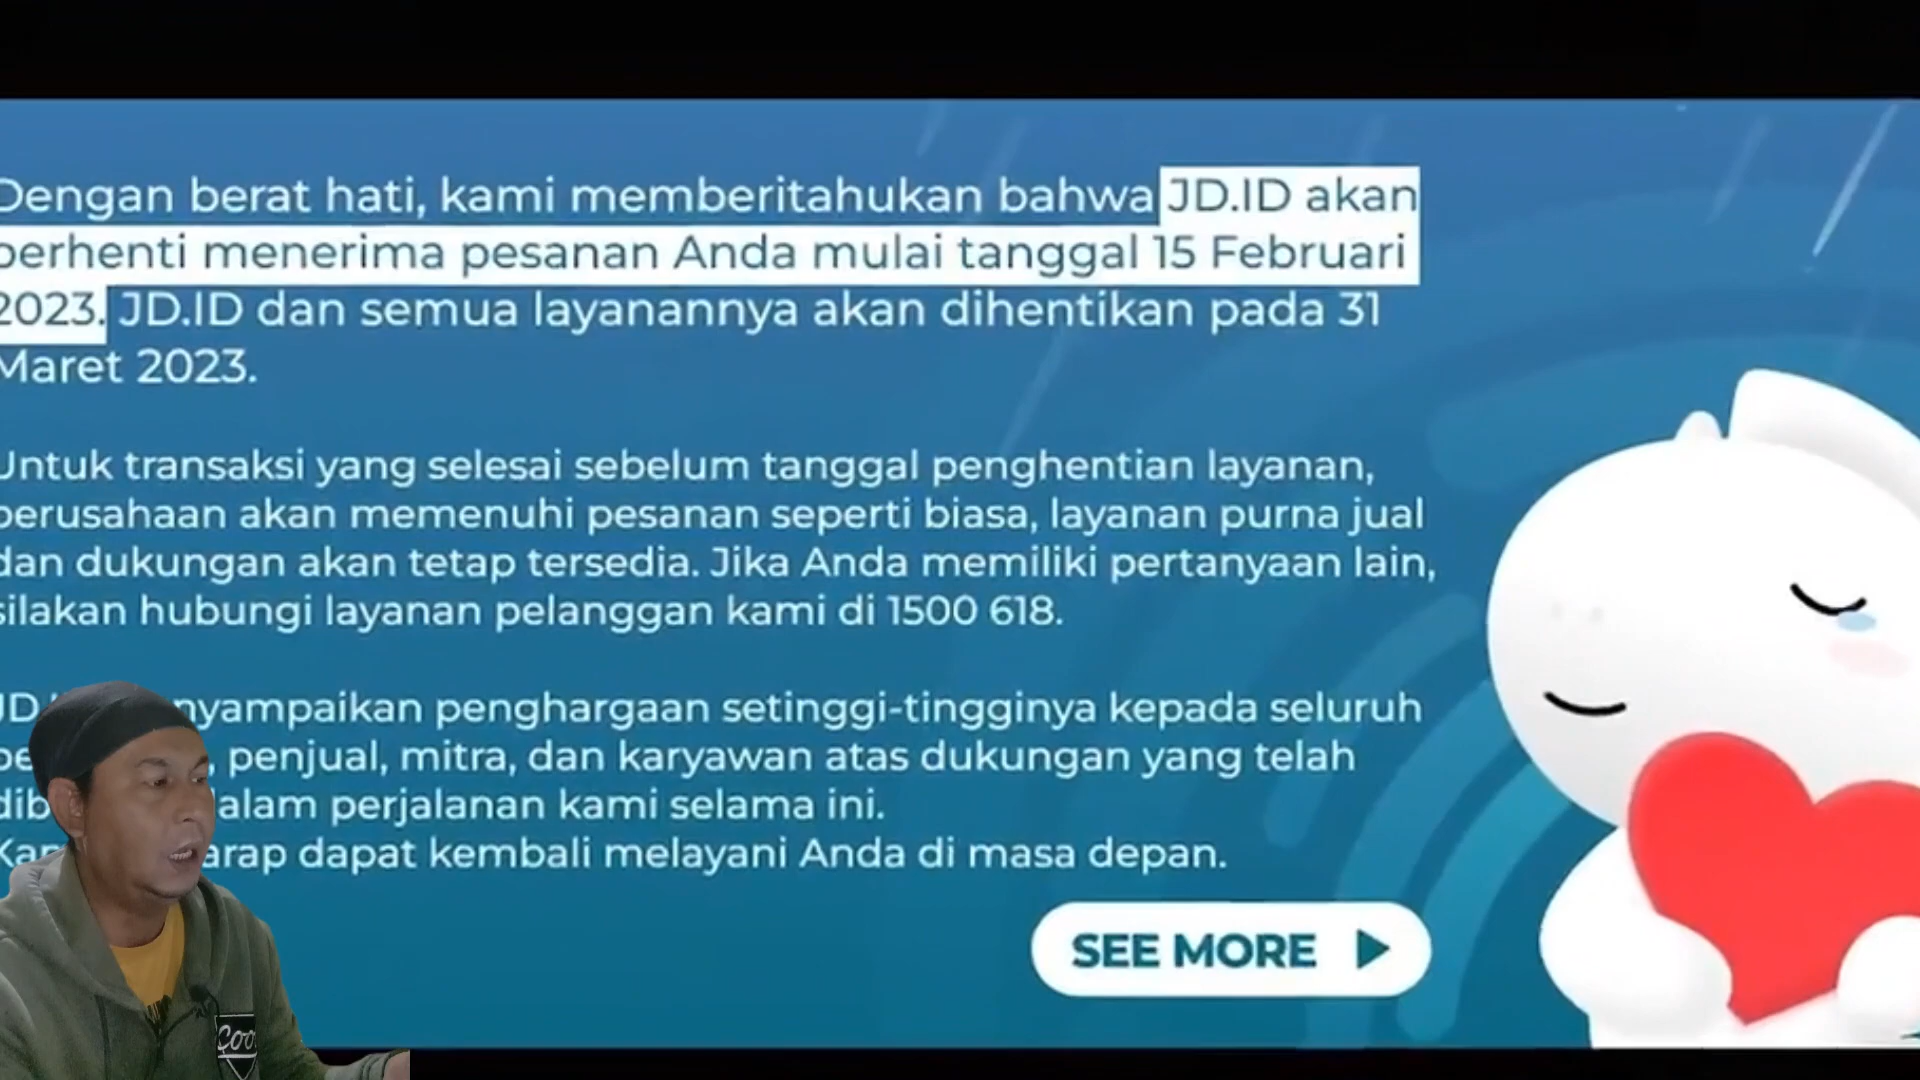 Dengan berat hati, kami memberitahukan bahwa JD.ID akan
berhenti menerima pesanan Anda mulai tanggal 15 Februari
2023. JD.ID dan semua layanannya akan dihentikan pada 31
Maret 2023.
Untuk transaksi yang selesai sebelum tanggal penghentian layanan,
perusahaan akan memenuhi pesanan seperti biasa, layanan purna jual
dan dukungan akan tetap tersedia. Jika Anda memiliki pertanyaan lain,
silakan hubungi layanan pelanggan kami di 1500 618.
JD nyampaikan penghargaan setinggi-tingginya kepada seluruh
penjual, mitra, dan karyawan atas dukungan yang telah
dib alam perjalanan kami selama ini.
Kam arap dapat kembali melayani Anda di masa depan.
SEE MORE